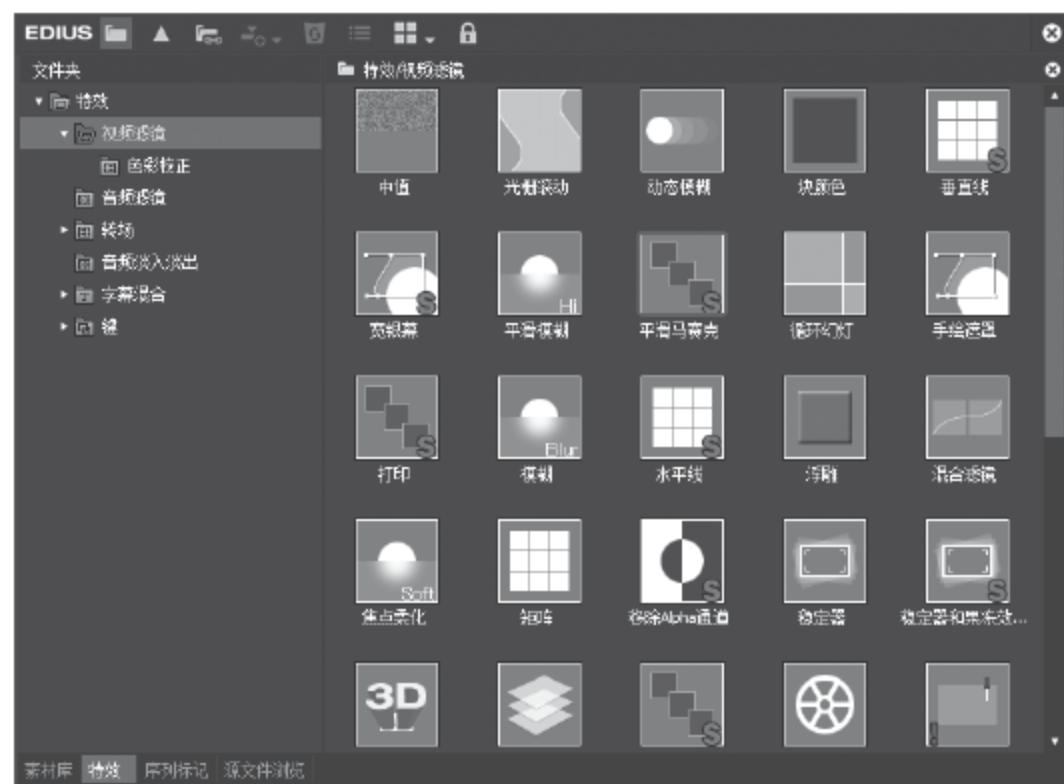 EDIUS
文件夹
特效/视频滤镜
特效
视频滤镜
色彩校正
音频滤镜
转场
音频淡入淡出
字幕混合
键
中值
光栅滚动
动态模糊
块颜色
垂直线
S
宽银幕
S
平滑模糊
Hi
平滑马赛克
S
循环幻灯
手绘遮罩
打印
S
模糊
Blur
水平线
S
浮雕
混合滤镜
焦点柔化
Soft
矩阵
移除Alpha通道
S
稳定器
稳定器和果冻效...
S
3D
S
素材库 特效 序列标记 源文件浏览